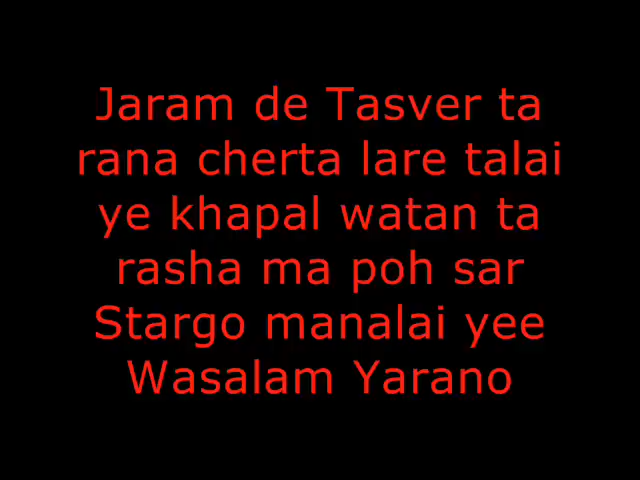 Jaram de Tasver ta
rana cherta lare talai
ye khapal watan ta
rasha ma poh sar
Stargo manalai yee
Wasalam Yarano